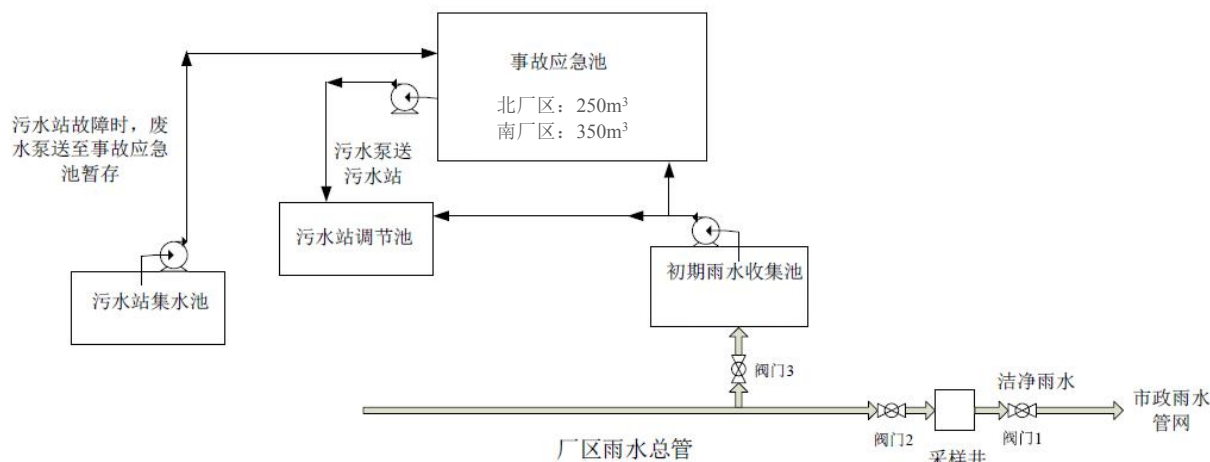 事故应急池
北厂区：250m³
南厂区：350m³
污水站故障时，废
水泵送至事故应急
池暂存
污水泵送
污水站
污水站调节池
初期雨水收集池
污水站集水池
阀门3
洁净雨水
市政雨水
管网
阀门2
阀门1
采样井
厂区雨水总管